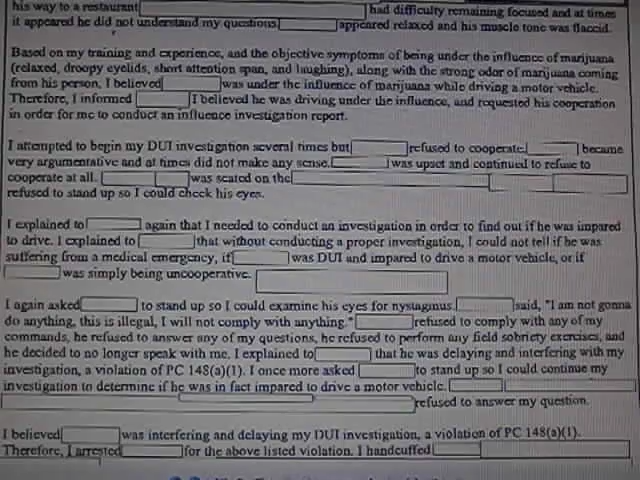 his way to a restaurant had difficulty remaining focused and at times
it appeared he did not understand my questions appeared relaxed and his muscle tone was flaccid.
Based on my training and experience, and the objective symptoms of being under the influence of marijuana
(relaxed, droopy eyelids, short attention span, and laughing), along with the strong odor of marijuana coming
from his person, I believed was under the influence of marijuana while driving a motor vehicle.
Therefore, I informed I believed he was driving under the influence, and requested his cooperation
in order for me to conduct an influence investigation report.
I attempted to begin my DUI investigation several times but refused to cooperate. became
very argumentative and at times did not make any sense. was upset and continued to refuse to
cooperate at all. was seated on the
refused to stand up so I could check his eyes.
I explained to again that I needed to conduct an investigation in order to find out if he was impared
to drive. I explained to that without conducting a proper investigation, I could not tell if he was
suffering from a medical emergency, if was DUI and impared to drive a motor vehicle, or if
was simply being uncooperative.
I again asked to stand up so I could examine his eyes for nystagmus. said, "I am not gonna
do anything, this is illegal, I will not comply with anything." refused to comply with any of my
commands, he refused to answer any of my questions, he refused to perform any field sobriety exercises, and
he decided to no longer speak with me. I explained to that he was delaying and interfering with my
investigation, a violation of PC 148(a)(1). I once more asked to stand up so I could continue my
investigation to determine if he was in fact impared to drive a motor vehicle.
refused to answer my question.
I believed was interfering and delaying my DUI investigation, a violation of PC 148(a)(1).
Therefore, I arrested for the above listed violation. I handcuffed